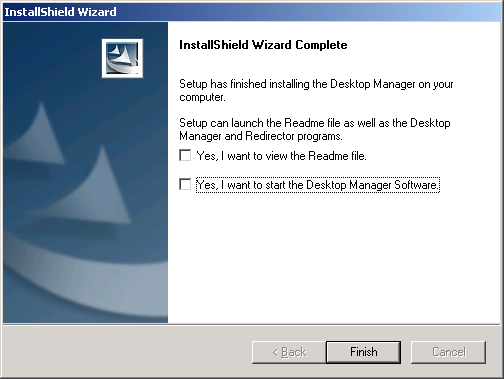 InstallShield Wizard
InstallShield Wizard Complete
Setup has finished installing the Desktop Manager on your
computer.
Setup can launch the Readme file as well as the Desktop
Manager and Redirector programs.
Yes, I want to view the Readme file.
Yes, I want to start the Desktop Manager Software.
< Back
Finish
Cancel